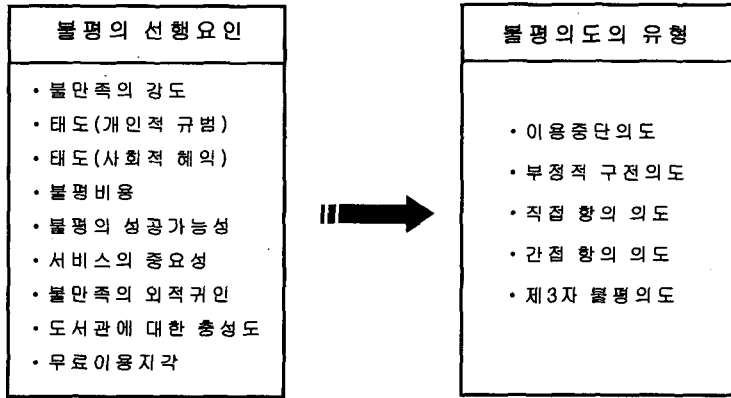 불평의 선행요인
• 불만족의 강도
• 태도(개인적 규범)
• 태도(사회적 혜익)
• 불평비용
• 불평의 성공가능성
• 서비스의 중요성
• 불만족의 외적귀인
• 도서관에 대한 충성도
• 무료이용지각
불평의도의 유형
• 이용중단의도
• 부정적 구전의도
• 직접 항의 의도
• 간접 항의 의도
• 제3자 불평의도